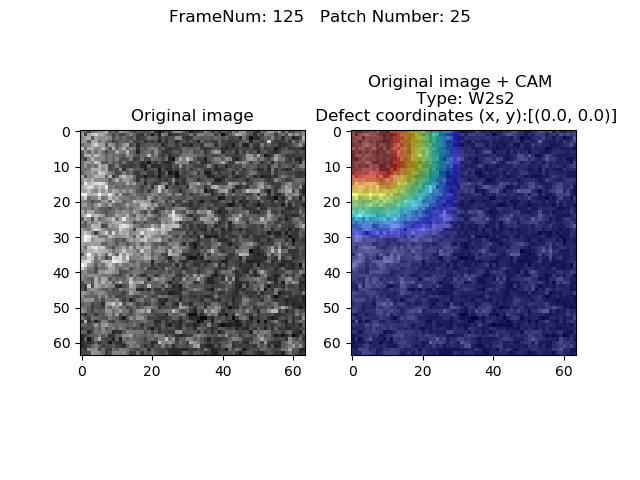 FrameNum: 125   Patch Number: 25
Original image
Original image + CAM
Type: W2s2
Defect coordinates (x, y):[(0.0, 0.0)]
0
10
20
30
40
50
60
0 20 40 60
0
10
20
30
40
50
60
0 20 40 60